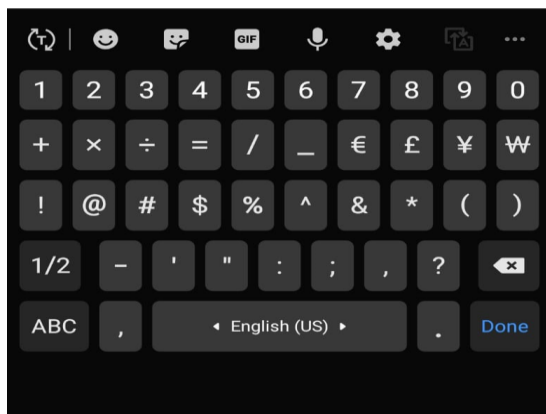 T GIF A
1 2 3 4 5 6 7 8 9 0
+ × ÷ = / _ € £ ¥ ₩
! @ # $ % ^ & * ( )
1/2 - ' " : ; , ?
ABC , English (US) . Done